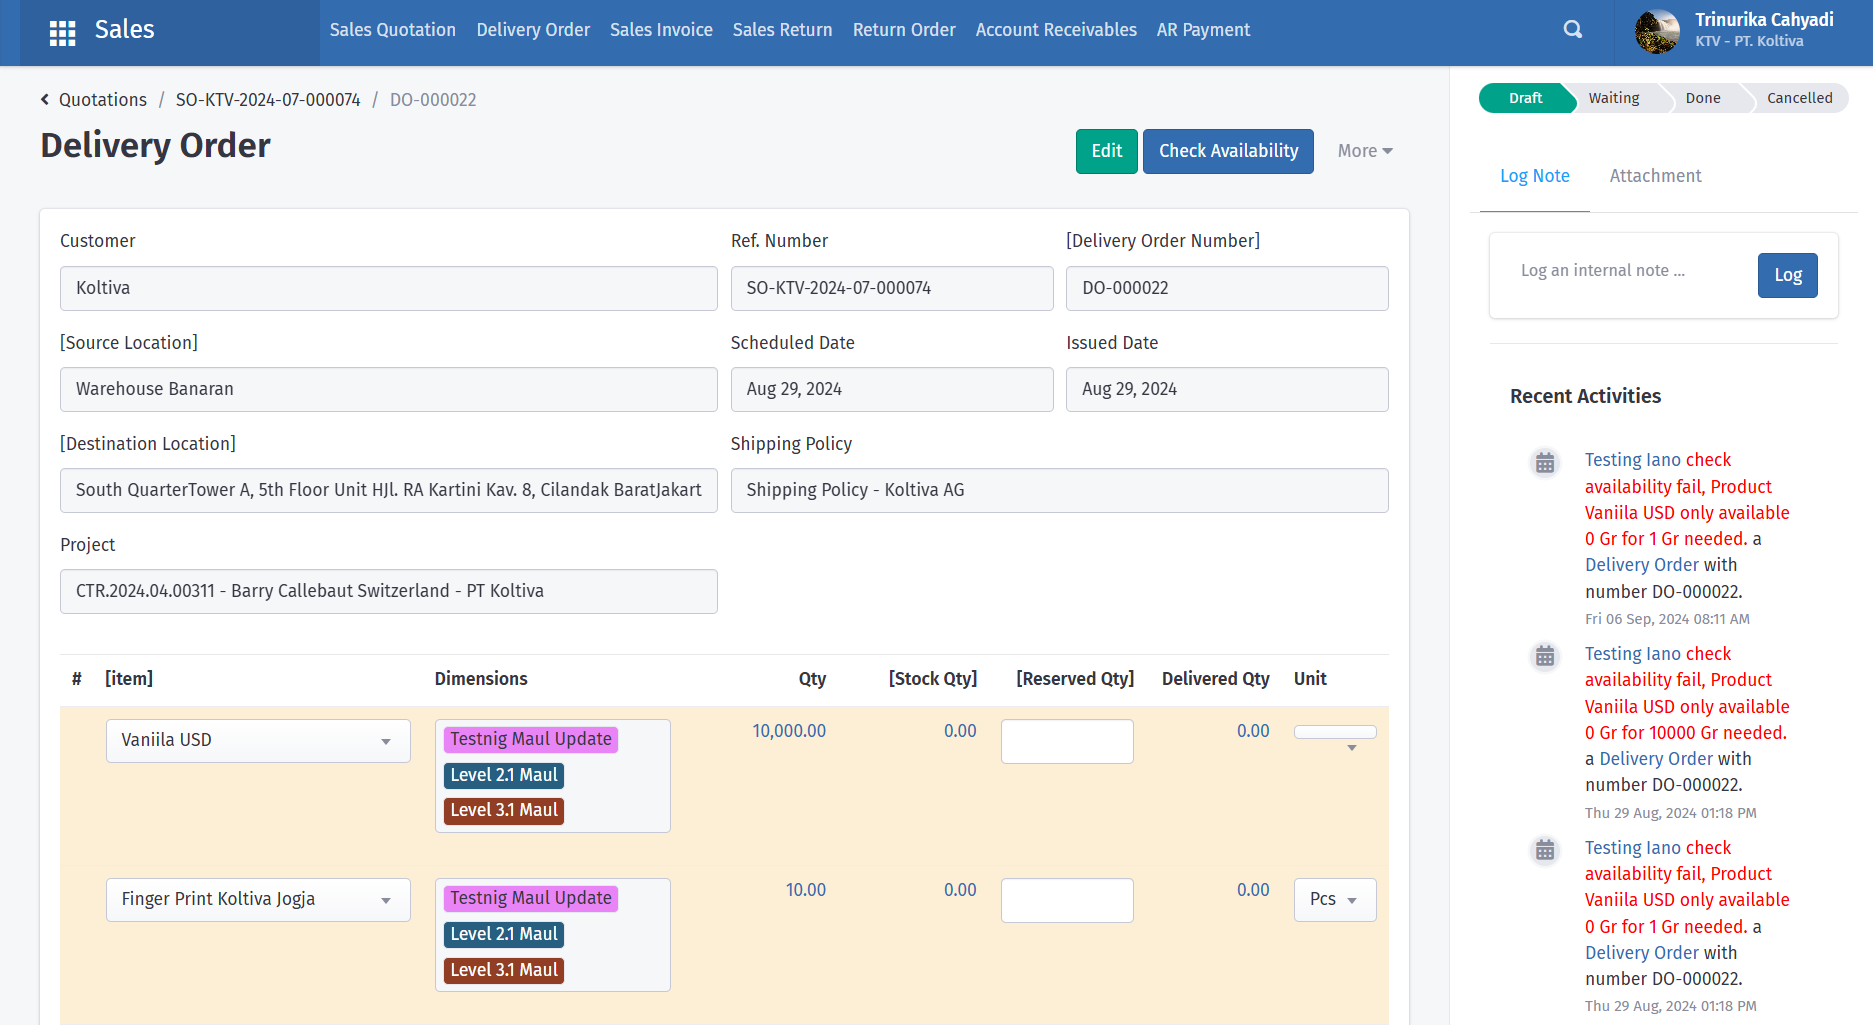 Sales
Sales Quotation Delivery Order Sales Invoice Sales Return Return Order Account Receivables AR Payment
Trinurika Cahyadi
KTV - PT. Koltiva
Quotations / SO-KTV-2024-07-000074 / DO-000022
Delivery Order
Edit Check Availability More
Customer
Koltiva
Ref. Number
SO-KTV-2024-07-000074
[Delivery Order Number]
DO-000022
[Source Location]
Warehouse Banaran
Scheduled Date
Aug 29, 2024
Issued Date
Aug 29, 2024
[Destination Location]
South QuarterTower A, 5th Floor Unit HJl. RA Kartini Kav. 8, Cilandak BaratJakart
Shipping Policy
Shipping Policy - Koltiva AG
Project
CTR.2024.04.00311 - Barry Callebaut Switzerland - PT Koltiva
# [item] Dimensions Qty [Stock Qty] [Reserved Qty] Delivered Qty Unit
Vaniila USD Testnig Maul Update 10,000.00 0.00 0.00
Level 2.1 Maul
Level 3.1 Maul
Finger Print Koltiva Jogja Testnig Maul Update 10.00 0.00 0.00 Pcs
Level 2.1 Maul
Level 3.1 Maul
Draft Waiting Done Cancelled
Log Note Attachment
Log an internal note ... Log
Recent Activities
Testing Iano check
availability fail, Product
Vaniila USD only available
0 Gr for 1 Gr needed. a
Delivery Order with
number DO-000022.
Fri 06 Sep, 2024 08:11 AM
Testing Iano check
availability fail, Product
Vaniila USD only available
0 Gr for 10000 Gr needed.
a Delivery Order with
number DO-000022.
Thu 29 Aug, 2024 01:18 PM
Testing Iano check
availability fail, Product
Vaniila USD only available
0 Gr for 1 Gr needed. a
Delivery Order with
number DO-000022.
Thu 29 Aug, 2024 01:18 PM